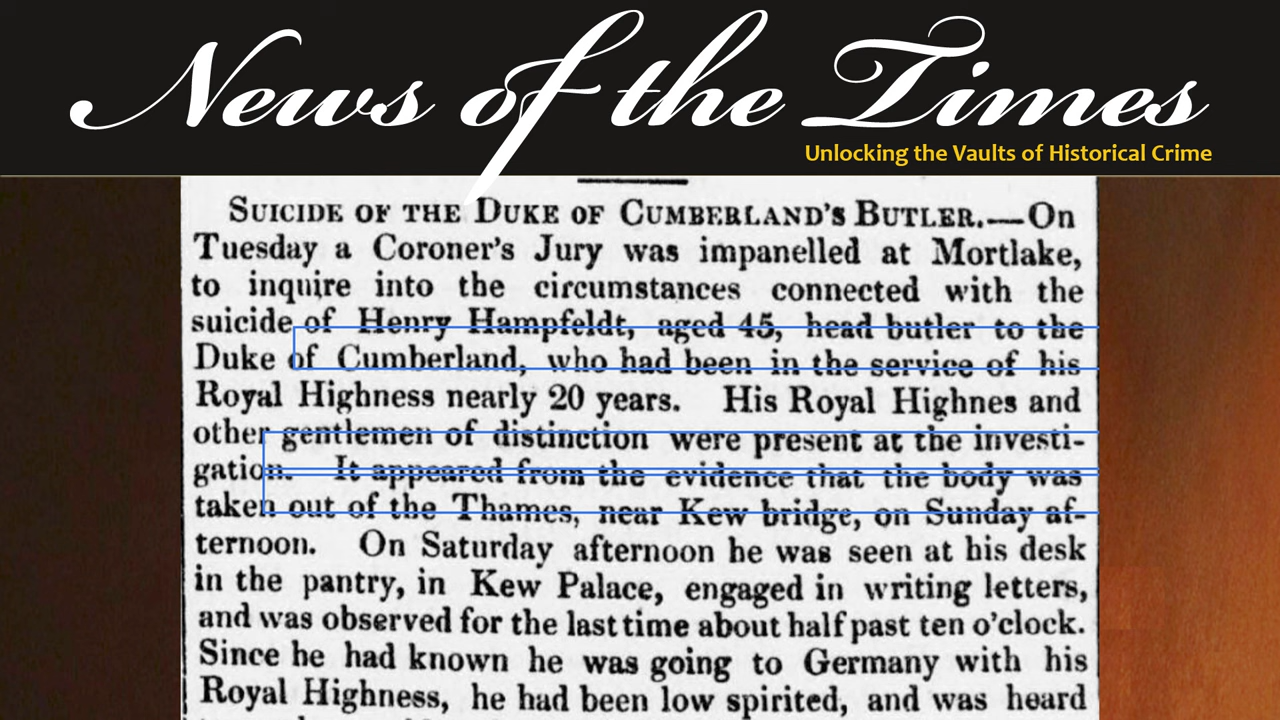 News of the Times
Unlocking the Vaults of Historical Crime
SUICIDE OF THE DUKE OF CUMBERLAND'S BUTLER.—On
Tuesday a Coroner's Jury was impanelled at Mortlake,
to inquire into the circumstances connected with the
suicide of Henry Hampfeldt, aged 45, head butler to the
Duke of Cumberland, who had been in the service of his
Royal Highness nearly 20 years. His Royal Highnes and
other gentlemen of distinction were present at the investi-
gation. It appeared from the evidence that the body was
taken out of the Thames, near Kew bridge, on Sunday af-
ternoon. On Saturday afternoon he was seen at his desk
in the pantry, in Kew Palace, engaged in writing letters,
and was observed for the last time about half past ten o'clock.
Since he had known he was going to Germany with his
Royal Highness, he had been low spirited, and was heard